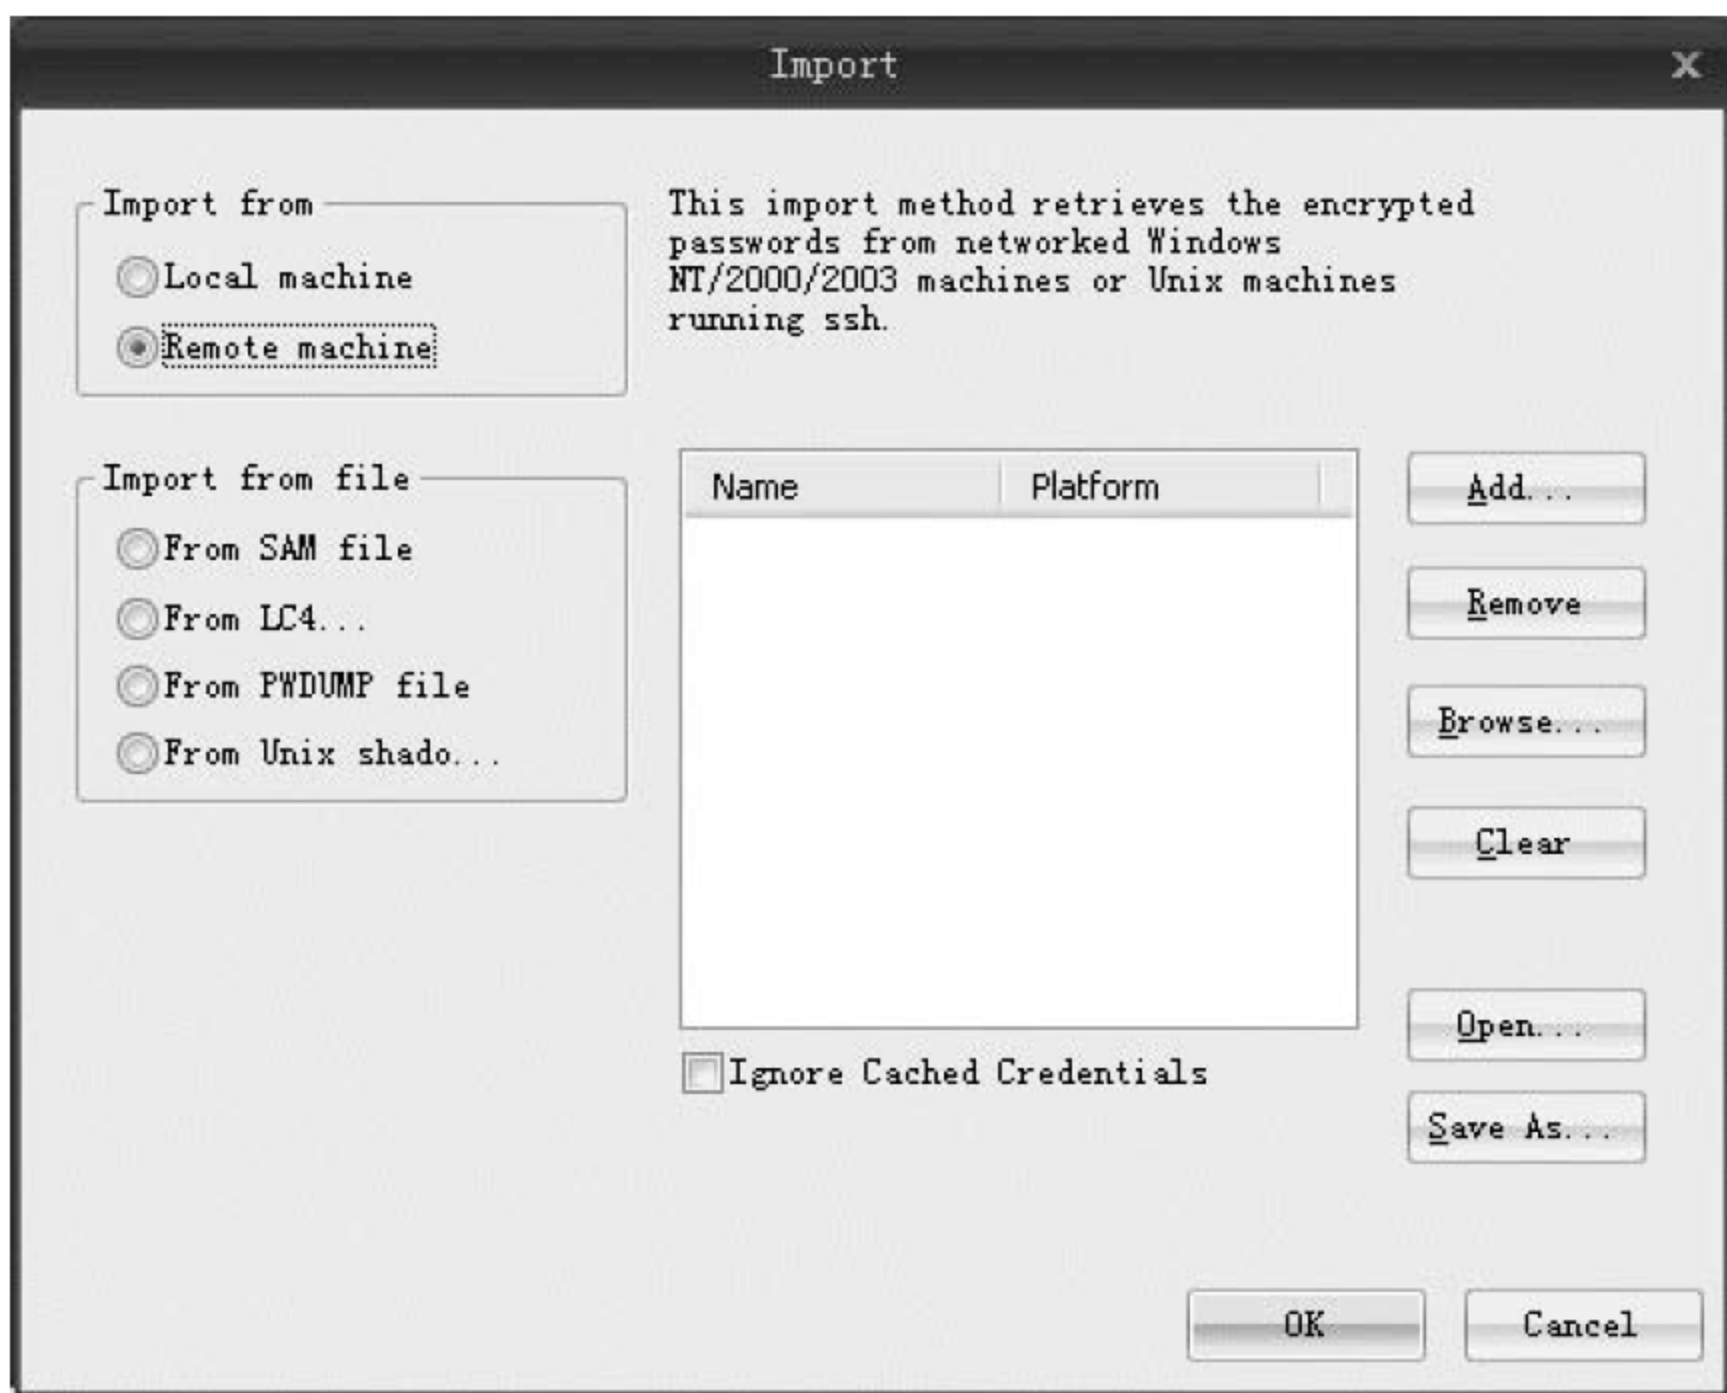 Import
Import from
Local machine
Remote machine
This import method retrieves the encrypted
passwords from networked Windows
NT/2000/2003 machines or Unix machines
running ssh.
Import from file
From SAM file
From LC4...
From PWDUMP file
From Unix shado...
Name Platform
Add...
Remove
Browse...
Clear
Open...
Save As...
Ignore Cached Credentials
OK Cancel